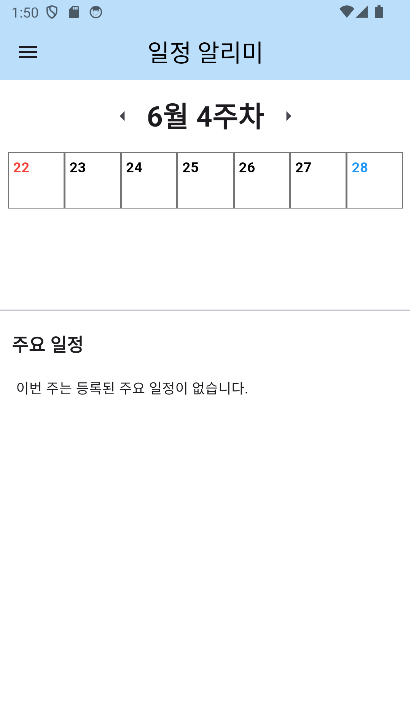 1:50
일정 알리미
6월 4주차
22 23 24 25 26 27 28
주요 일정
이번 주는 등록된 주요 일정이 없습니다.